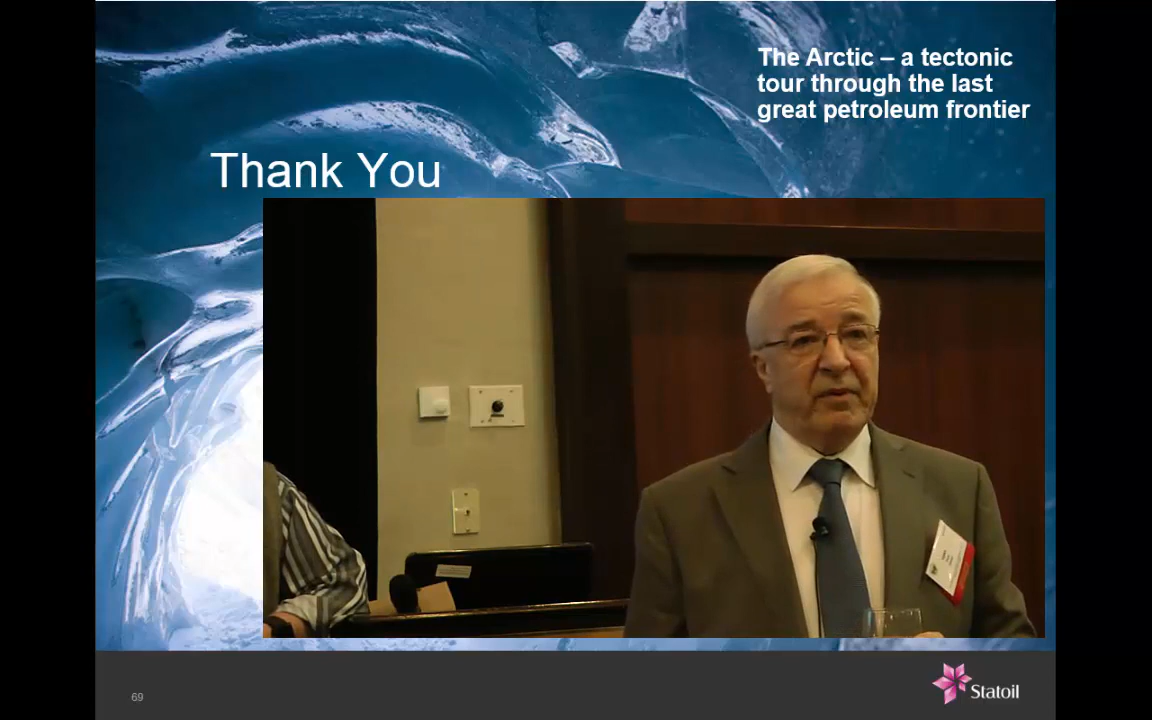 The Arctic – a tectonic
tour through the last
great petroleum frontier
Thank You
69
Statoil